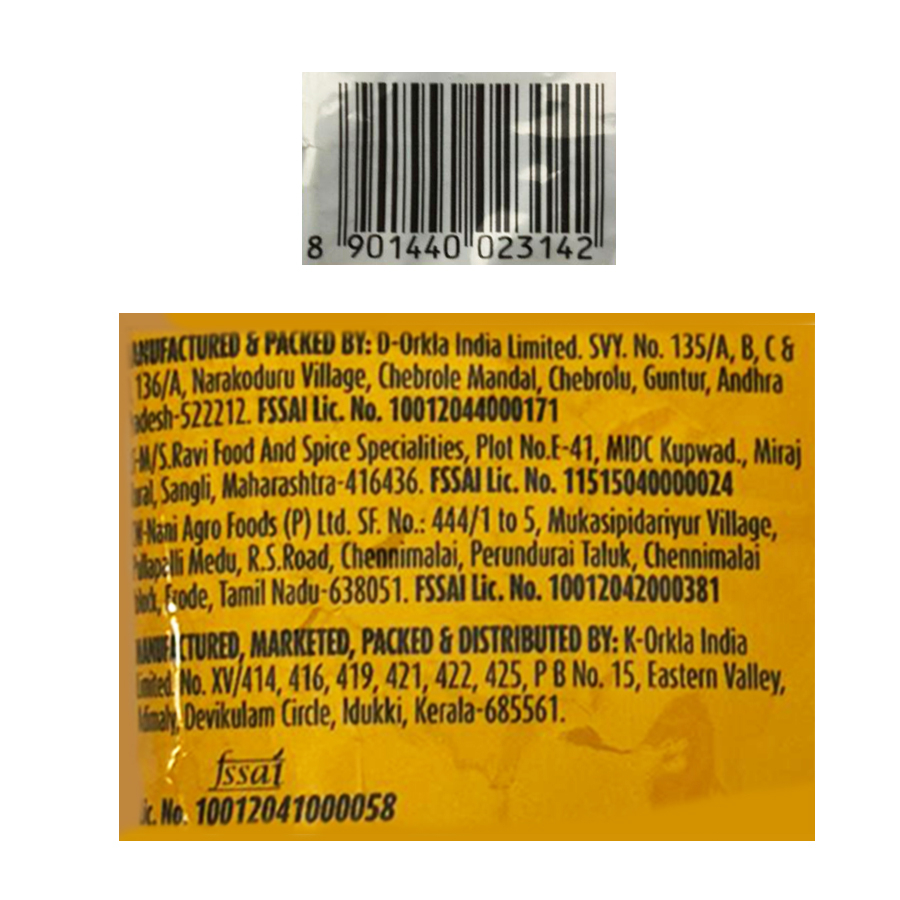 8 901440 023142
MANUFACTURED & PACKED BY: D-Orkla India Limited. SVY. No. 135/A, B, C &
136/A, Narakoduru Village, Chebrole Mandal, Chebrolu, Guntur, Andhra
adesh-522212. FSSAI Lic. No. 10012044000171
-M/S.Ravi Food And Spice Specialities, Plot No.E-41, MIDC Kupwad., Miraj
ural, Sangli, Maharashtra-416436. FSSAI Lic. No. 11515040000024
-Nani Agro Foods (P) Ltd. SF. No.: 444/1 to 5, Mukasipidariyur Village,
Medu, R.S.Road, Chennimalai, Perundurai Taluk, Chennimalai
Erode, Tamil Nadu-638051. FSSAI Lic. No. 10012042000381
MANUFACTURED, MARKETED, PACKED & DISTRIBUTED BY: K-Orkla India
imited. No. XV/414, 416, 419, 421, 422, 425, P B No. 15, Eastern Valley,
dimaly, Devikulam Circle, Idukki, Kerala-685561.
fssai
ic. No. 10012041000058